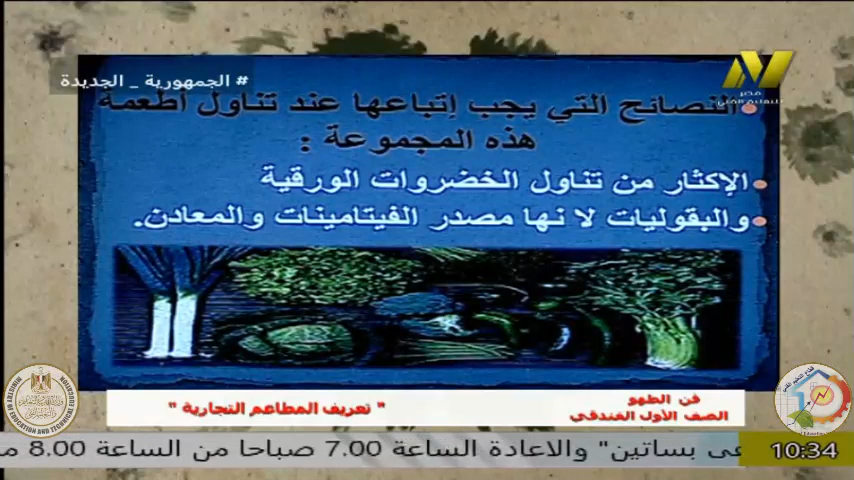 # الجمهورية _ الجديدة
النصائح التي يجب إتباعها عند تناول أطعمة
هذه المجموعة :
الإكثار من تناول الخضروات الورقية
والبقوليات لا نها مصدر الفيتامينات والمعادن.
فن الطهو
الصف الأول الفندقى
" تعريف المطاعم التجارية "
بساتين" والاعادة الساعة 7.00 صباحا من الساعة 8.00
10:34